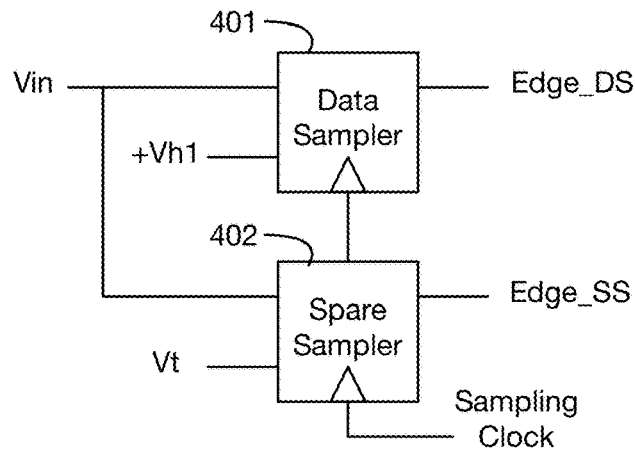 401
Vin
Data
Sampler
Edge_DS
+Vh1
402
Spare
Sampler
Edge_SS
Vt
Sampling
Clock